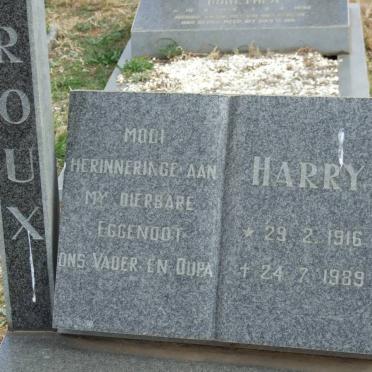 ROUX
MOOI
HERINNERINGE AAN
MY DIERBARE
EGGENOOT
ONS VADER EN OUPA
HARRY
* 29. 2. 1916
† 24. 7. 1989